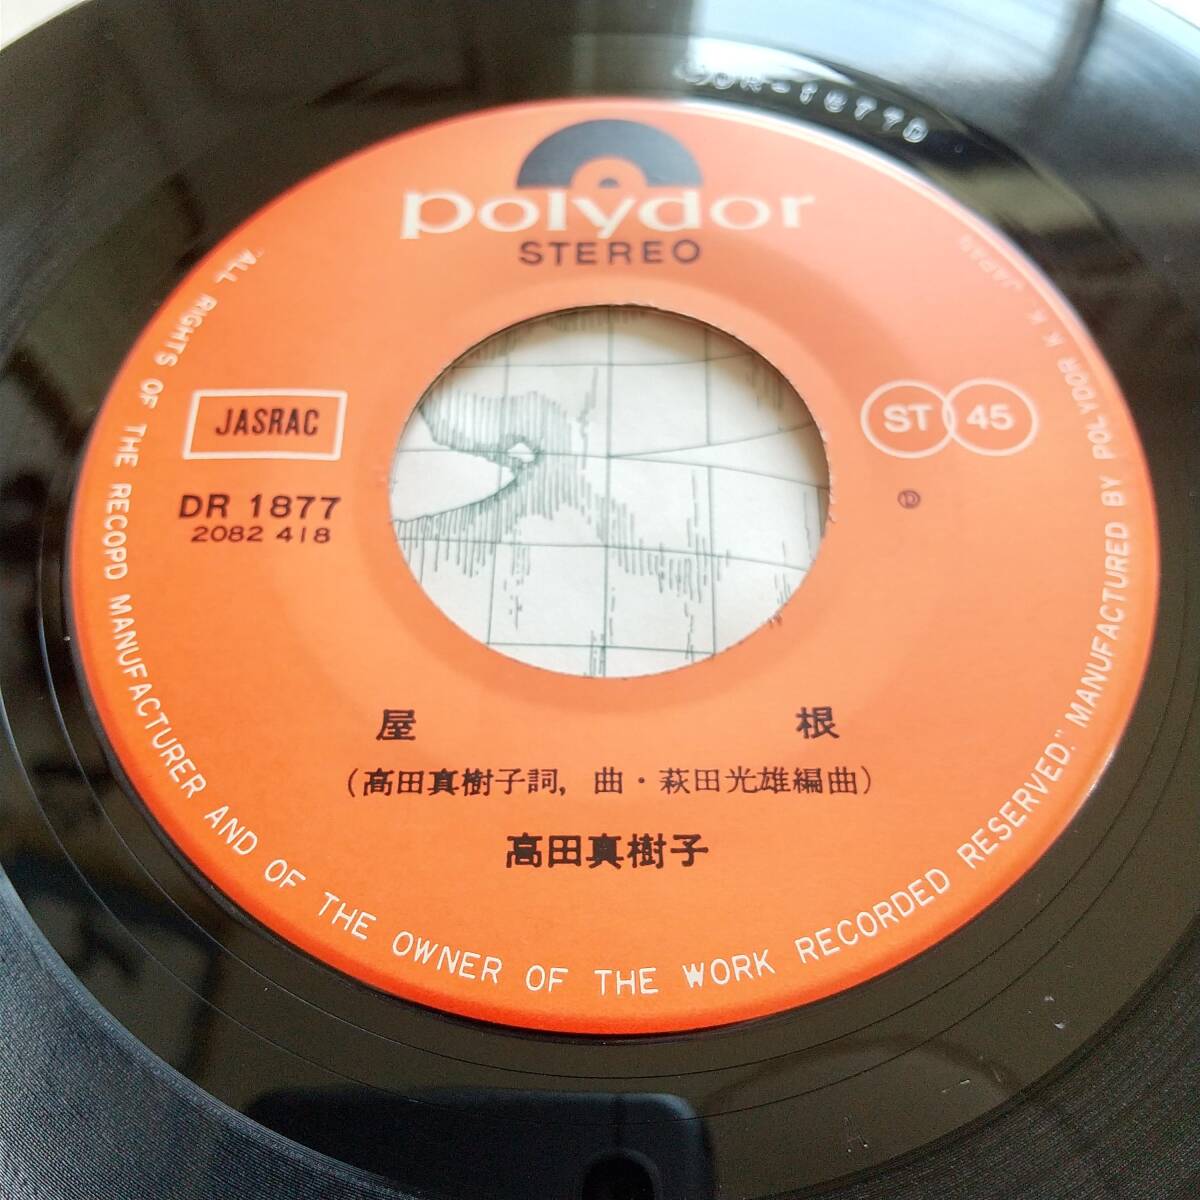 DR-1877D
polydor
STEREO
JASRAC
ST 45
DR 1877
2082 418
Ⓟ
屋 根
(高田真樹子詞, 曲・萩田光雄編曲)
高田真樹子
"ALL RIGHTS OF THE RECOPD MANUFACTURER AND OF THE OWNER OF THE WORK RECORDED RESERVED." MANUFACTURED BY POLYDOR K.K. JAPAN